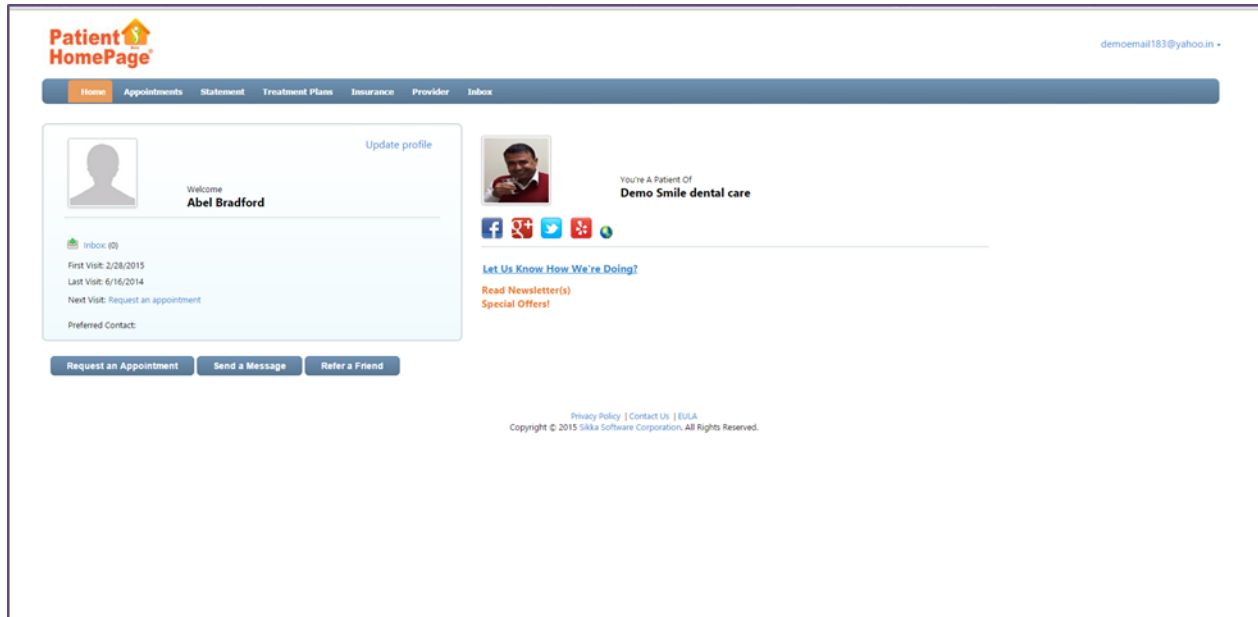 Patient
HomePage®
demoemail183@yahoo.in
Home Appointments Statement Treatment Plans Insurance Provider Inbox
Update profile
Welcome
Abel Bradford
Inbox (0)
First Visit: 2/28/2015
Last Visit: 6/16/2014
Next Visit: Request an appointment
Preferred Contact:
Request an Appointment Send a Message Refer a Friend
You're A Patient Of
Demo Smile dental care
Let Us Know How We're Doing?
Read Newsletter(s)
Special Offers!
Privacy Policy | Contact Us | EULA
Copyright © 2015 Sikka Software Corporation. All Rights Reserved.